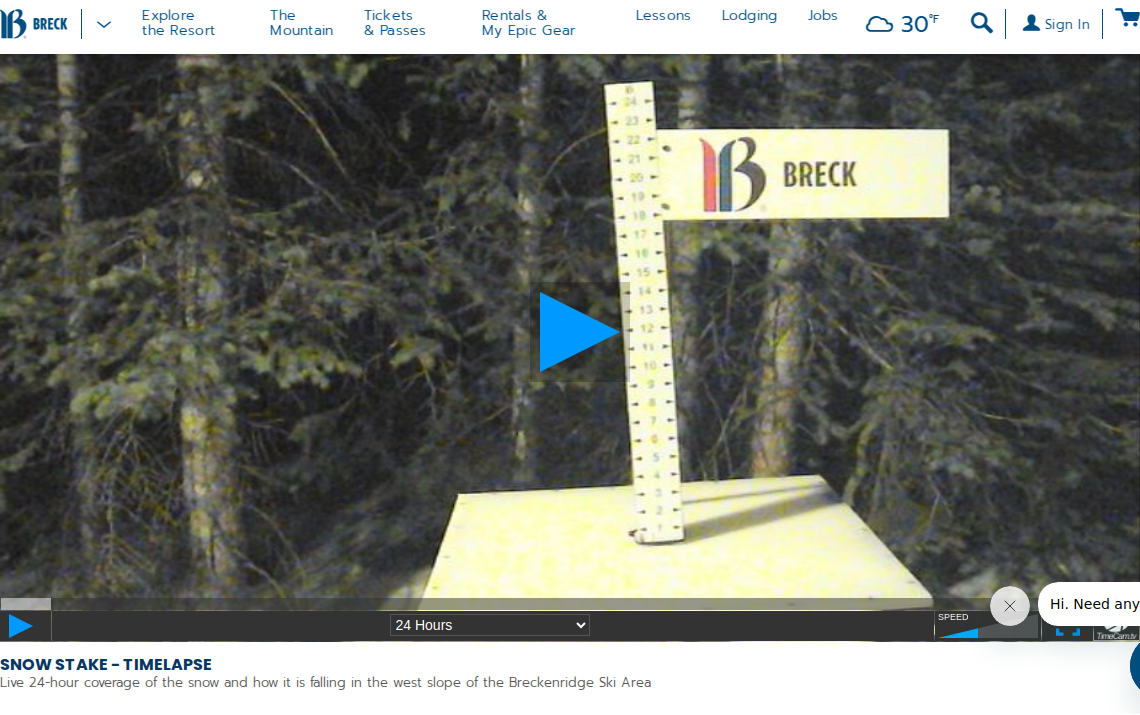 BRECK
Explore
the Resort
The
Mountain
Tickets
& Passes
Rentals &
My Epic Gear
Lessons
Lodging
Jobs
30°F
Sign In
24
23
22
21
20
19
18
17
16
15
14
13
12
11
10
9
8
7
6
5
4
3
2
1
B BRECK
Hi. Need any
24 Hours
SPEED
TimeCam.tv
SNOW STAKE - TIMELAPSE
Live 24-hour coverage of the snow and how it is falling in the west slope of the Breckenridge Ski Area